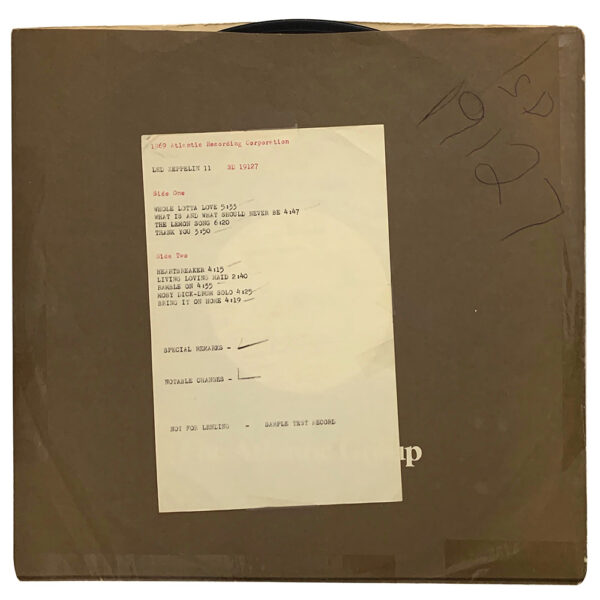 1969 Atlantic Recording Corporation
LED ZEPPELIN 11 SD 19127
Side One
WHOLE LOTTA LOVE 5:33
WHAT IS AND WHAT SHOULD NEVER BE 4:47
THE LEMON SONG 6:20
THANK YOU 3:50
Side Two
HEARTBREAKER 4:15
LIVING LOVING MAID 2:40
RAMBLE ON 4:35
MOBY DICK-DRUM SOLO 4:25
BRING IT ON HOME 4:19
SPECIAL REMARKS -
NOTABLE CHANGES -
NOT FOR LENDING - SAMPLE TEST RECORD